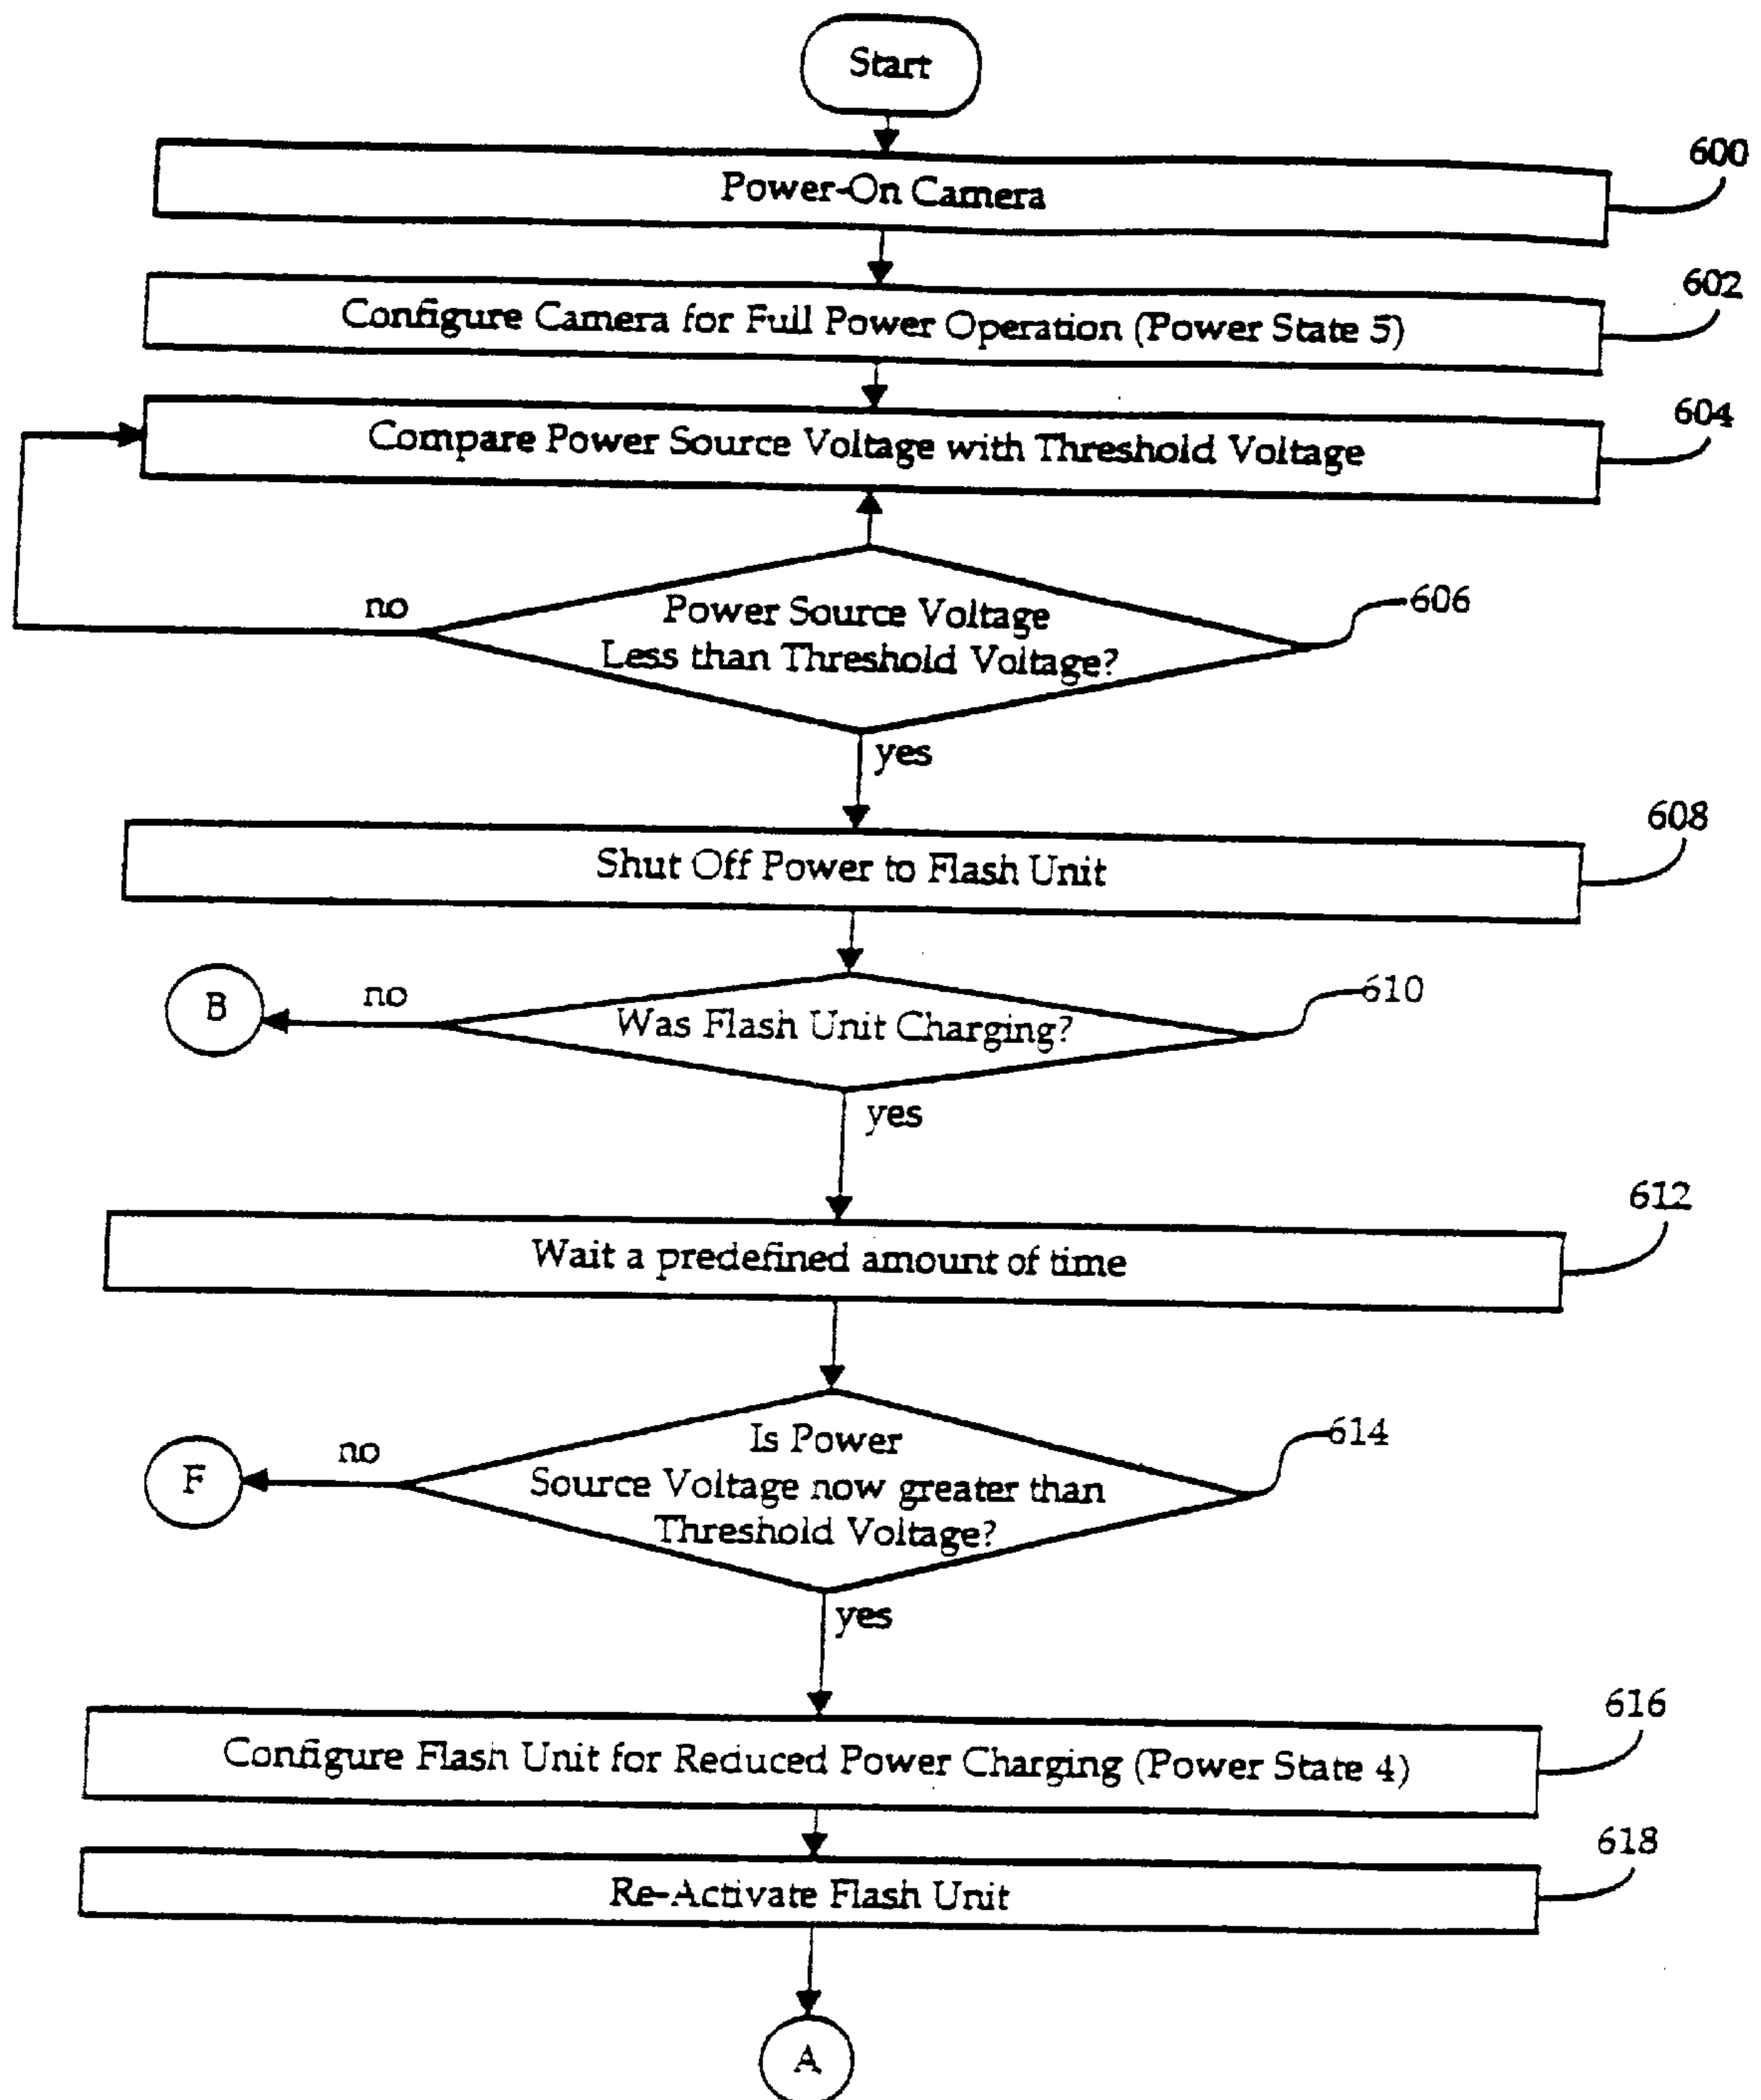 Start
Power-On Camera
600
Configure Camera for Full Power Operation (Power State 5)
602
Compare Power Source Voltage with Threshold Voltage
604
no
Power Source Voltage
Less than Threshold Voltage?
606
yes
Shut Off Power to Flash Unit
608
B
no
Was Flash Unit Charging?
610
yes
Wait a predefined amount of time
612
F
no
Is Power
Source Voltage now greater than
Threshold Voltage?
614
yes
Configure Flash Unit for Reduced Power Charging (Power State 4)
616
Re-Activate Flash Unit
618
A